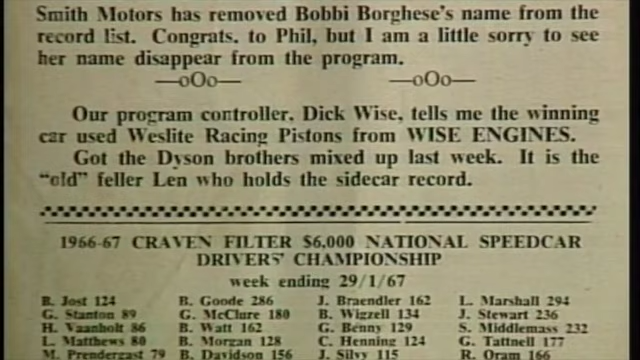 Smith Motors has removed Bobbi Borghese's name from the
record list. Congrats. to Phil, but I am a little sorry to see
her name disappear from the program.
—oOo— —oOo—
Our program controller, Dick Wise, tells me the winning
car used Weslite Racing Pistons from WISE ENGINES.
Got the Dyson brothers mixed up last week. It is the
"old" feller Len who holds the sidecar record.
1966-67 CRAVEN FILTER $6,000 NATIONAL SPEEDCAR
DRIVERS' CHAMPIONSHIP
week ending 29/1/67
B. Jost 124 B. Goode 286 J. Braendler 162 L. Marshall 294
G. Stanton 89 G. McClure 180 B. Wigzell 134 J. Stewart 236
H. Vaanholt 86 B. Watt 162 G. Benny 129 S. Middlemass 232
L. Matthews 80 B. Morgan 128 C. Henning 124 G. Tattnell 177
M. Prendergast 79 B. Davidson 156 J. Silvy 115 R. Oram 166